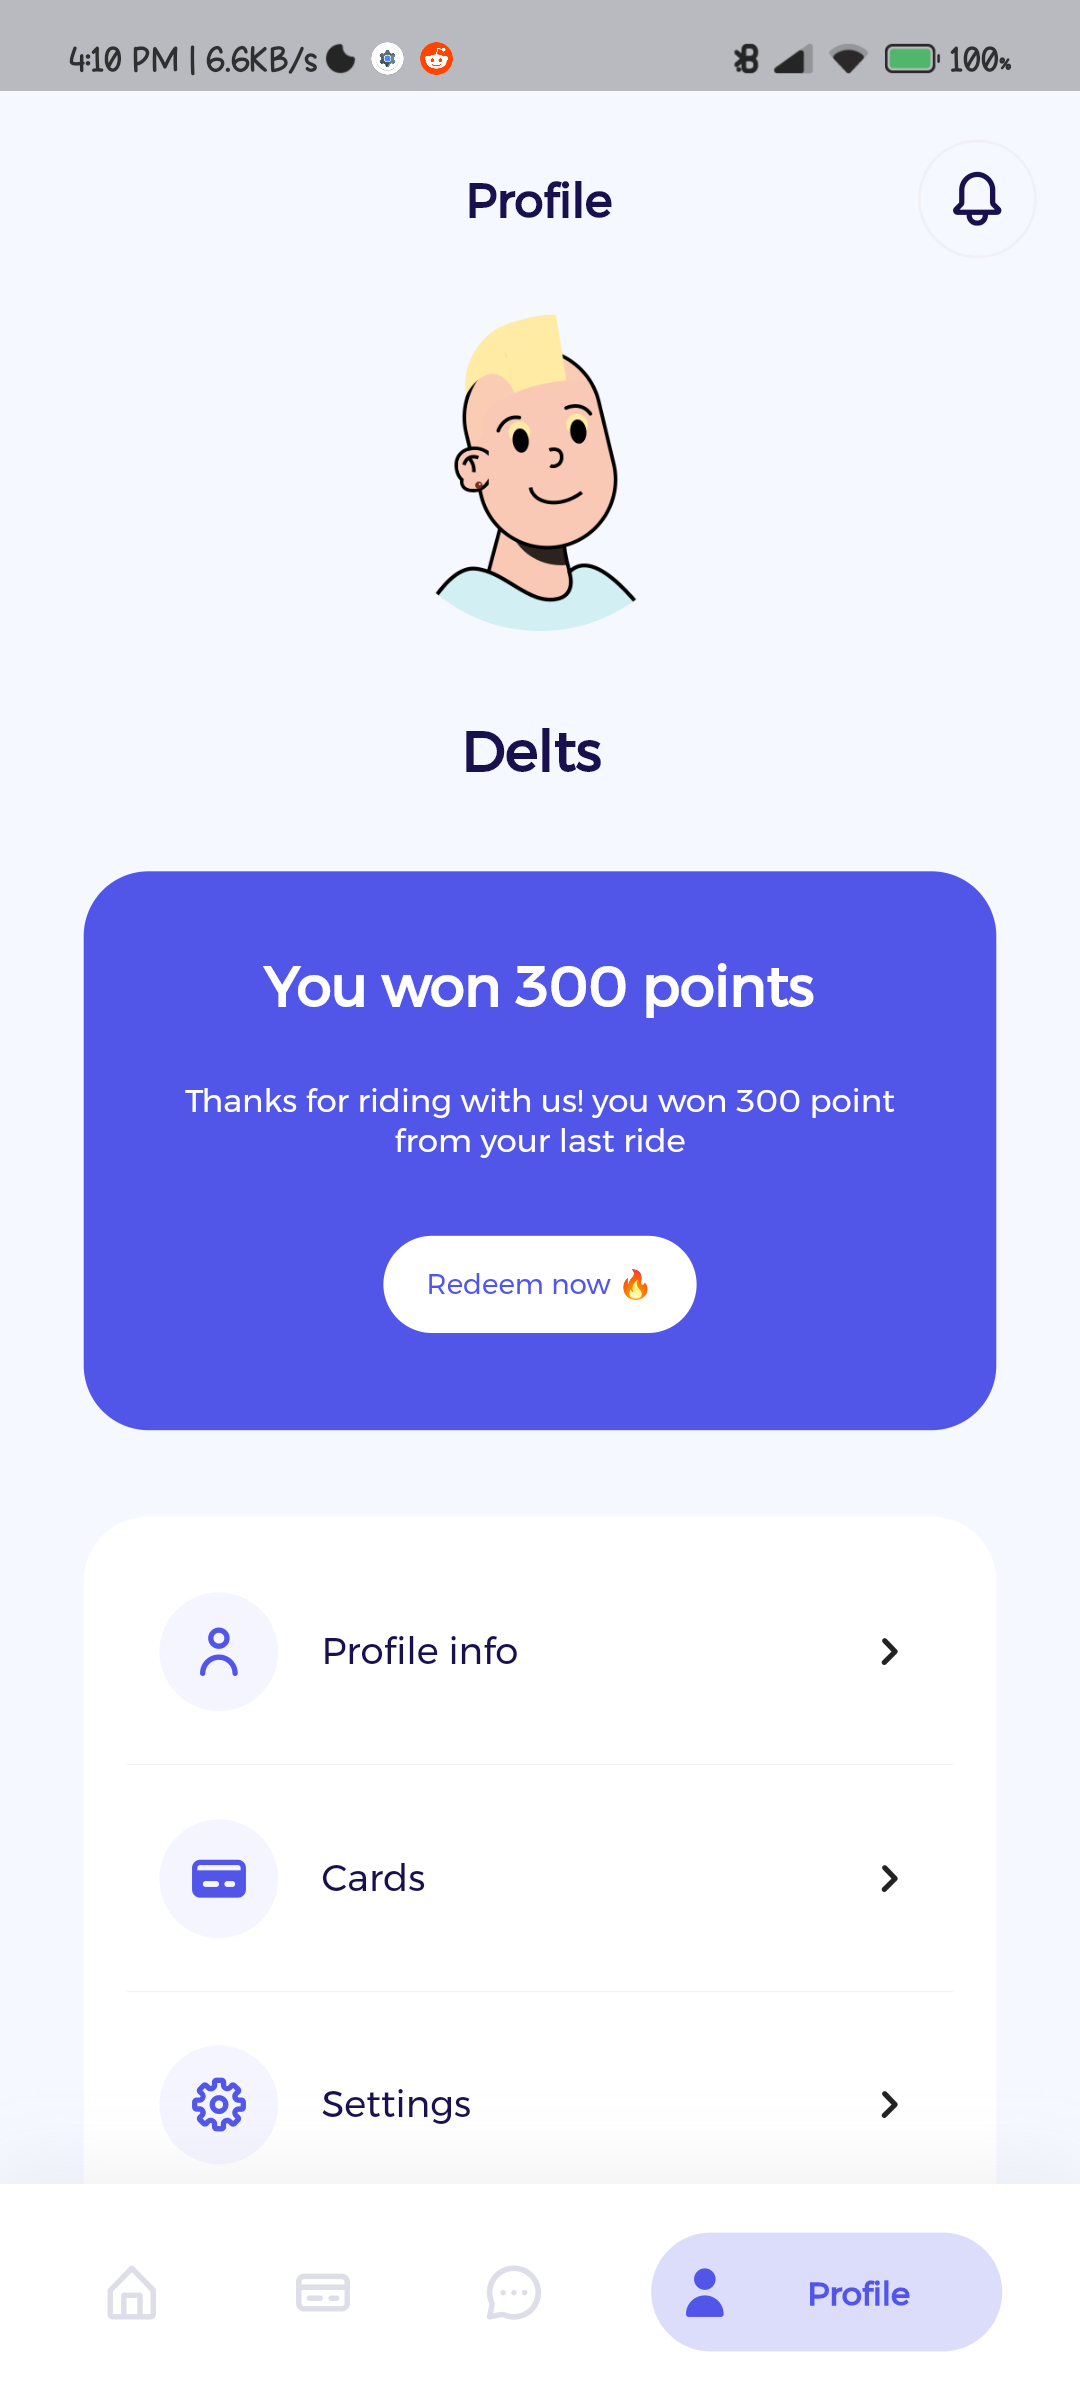 4:10 PM | 6.6KB/s
100%
Profile
Delts
You won 300 points
Thanks for riding with us! you won 300 point
from your last ride
Redeem now 🔥
Profile info
Cards
Settings
Profile